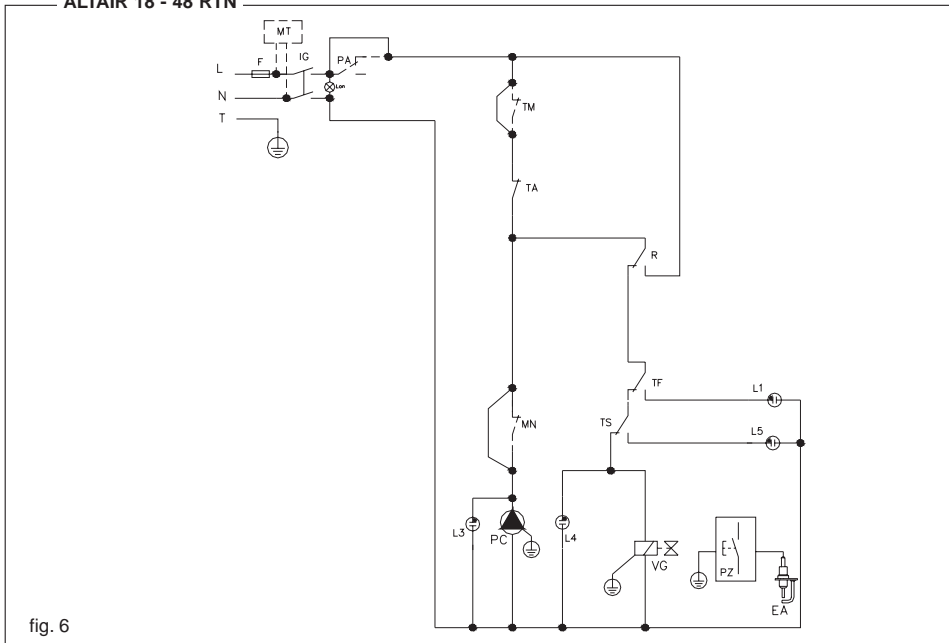 ALTAIR 18 - 48 RTN
MT
L
F
IG
PA
Lon
N
T
TM
TA
R
TF
L1
TS
L5
MN
L3
PC
L4
VG
PZ
EA
fig. 6